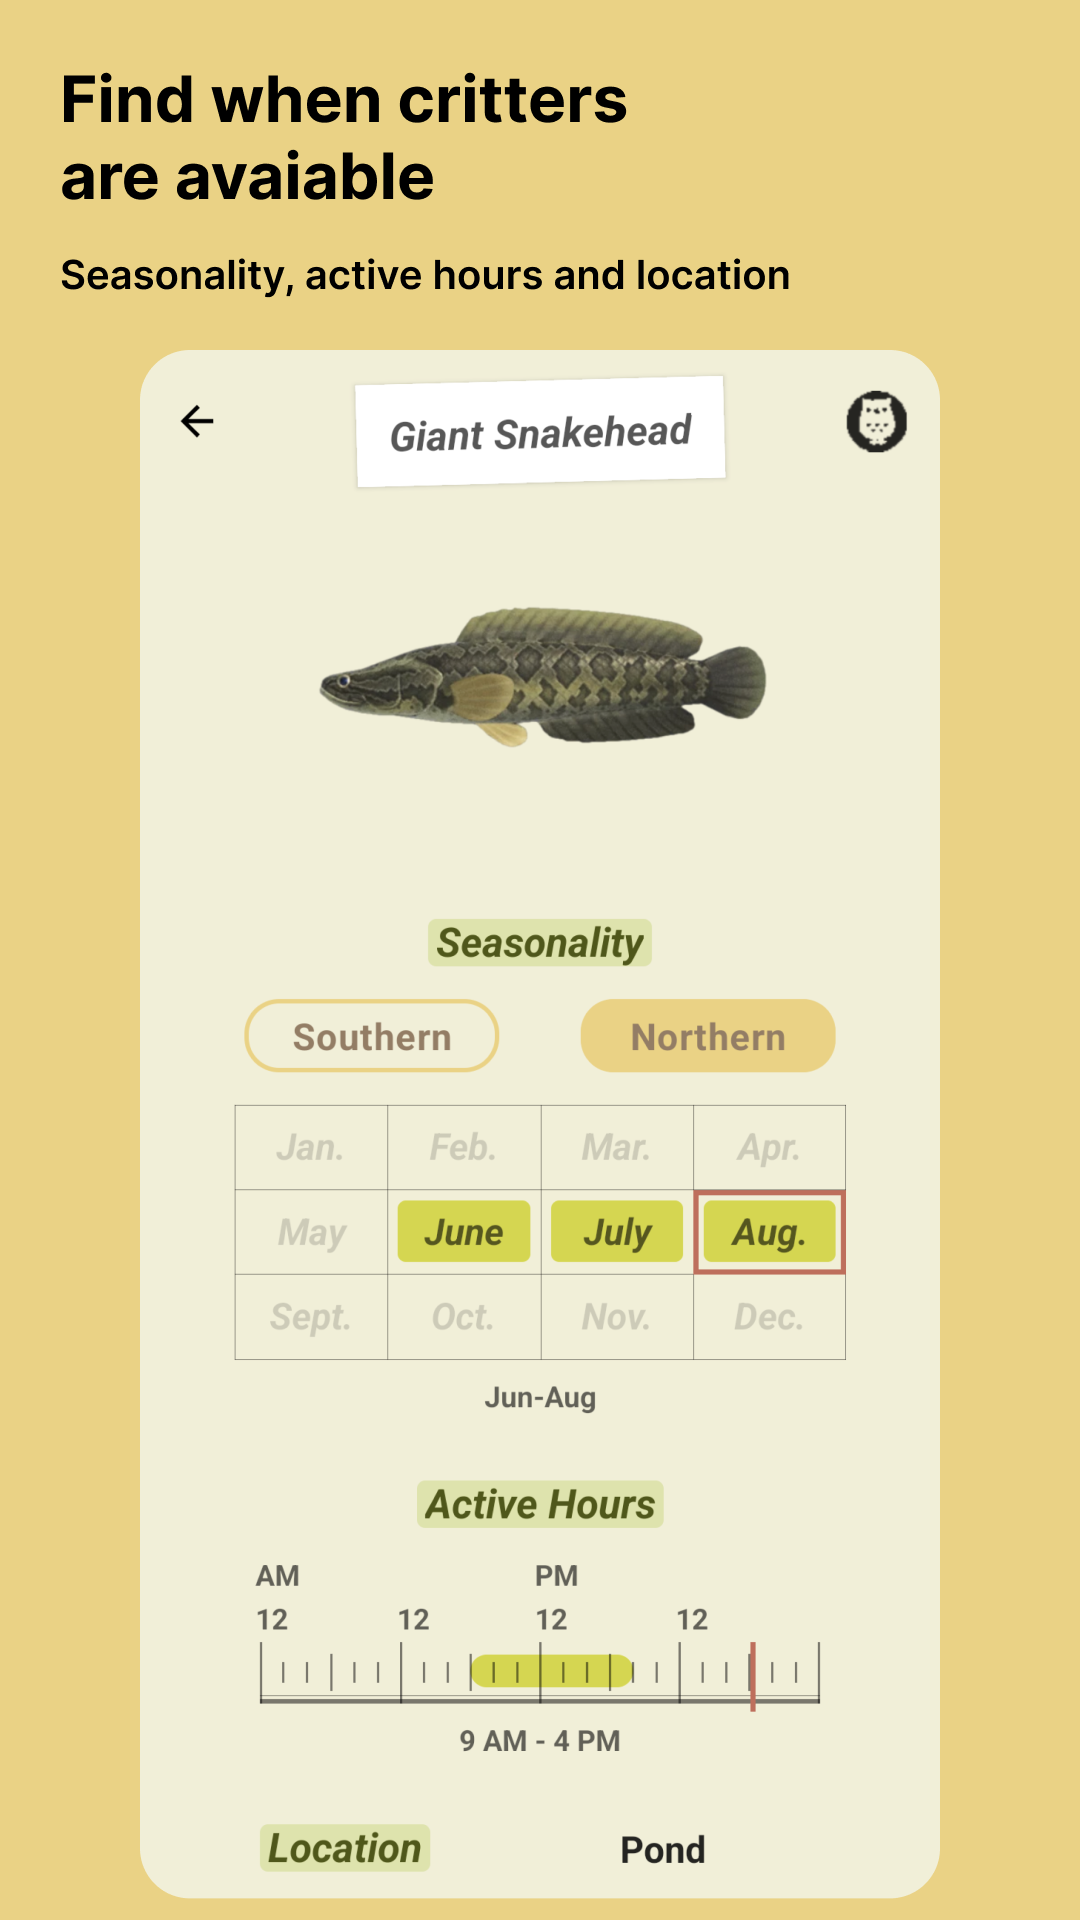 Find when critters
are avaiable
Seasonality, active hours and location
Giant Snakehead
Seasonality
Southern Northern
Jan. Feb. Mar. Apr.
May June July Aug.
Sept. Oct. Nov. Dec.
Jun-Aug
Active Hours
AM PM
12 12 12 12
9 AM - 4 PM
Location Pond